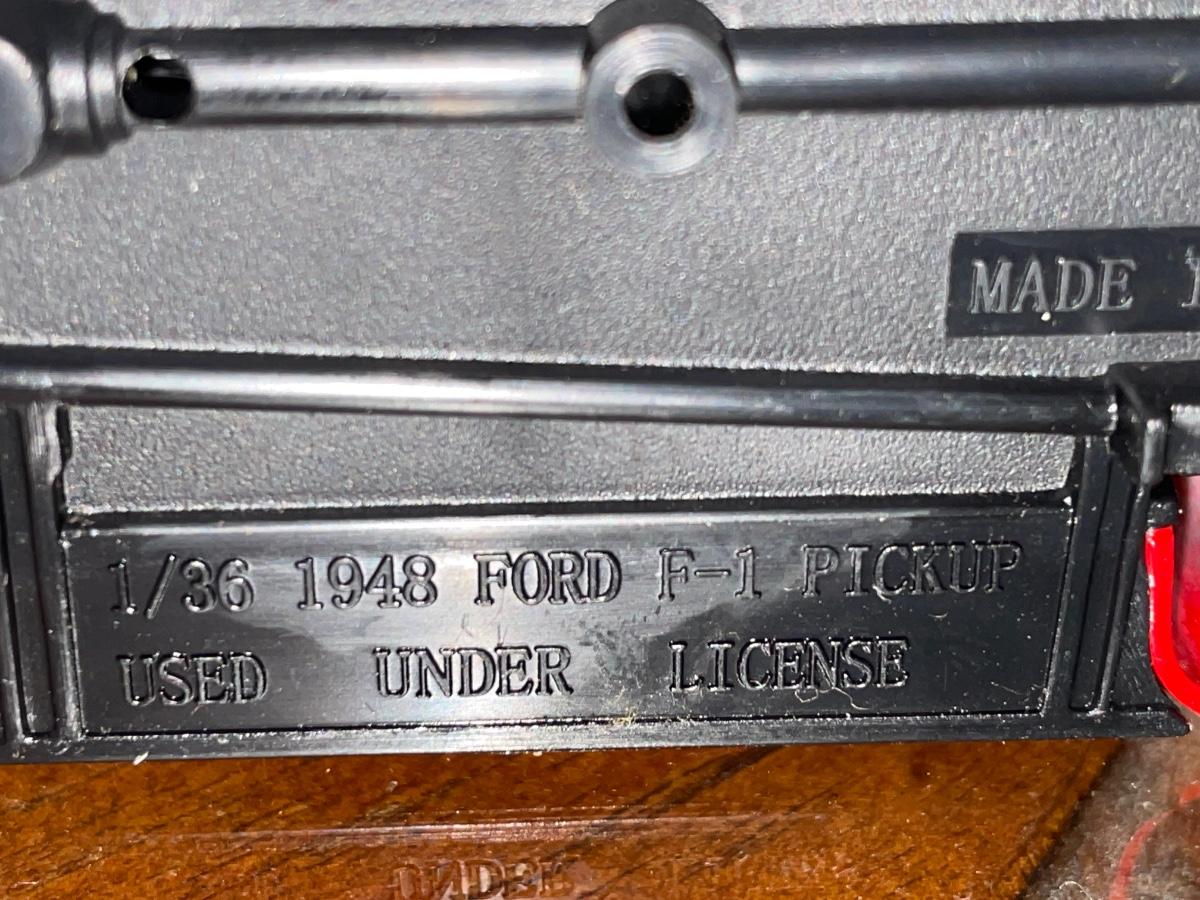 MADE
1/36 1948 FORD F-1 PICKUP
USED UNDER LICENSE